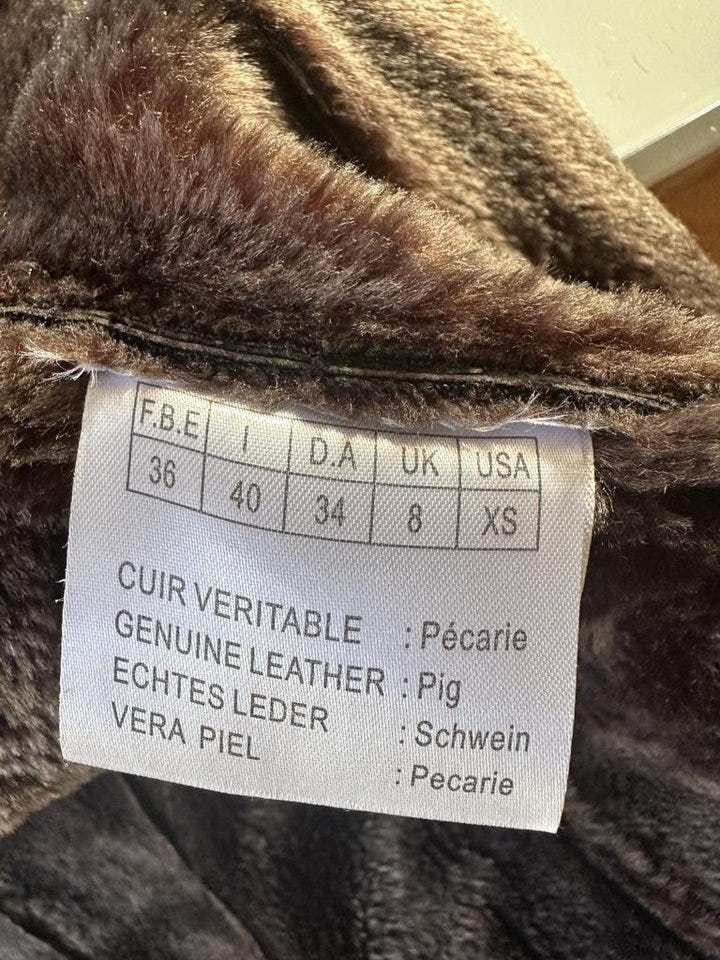 F.B.E I D.A UK USA
36 40 34 8 XS
CUIR VERITABLE : Pécarie
GENUINE LEATHER : Pig
ECHTES LEDER : Schwein
VERA PIEL : Pecarie